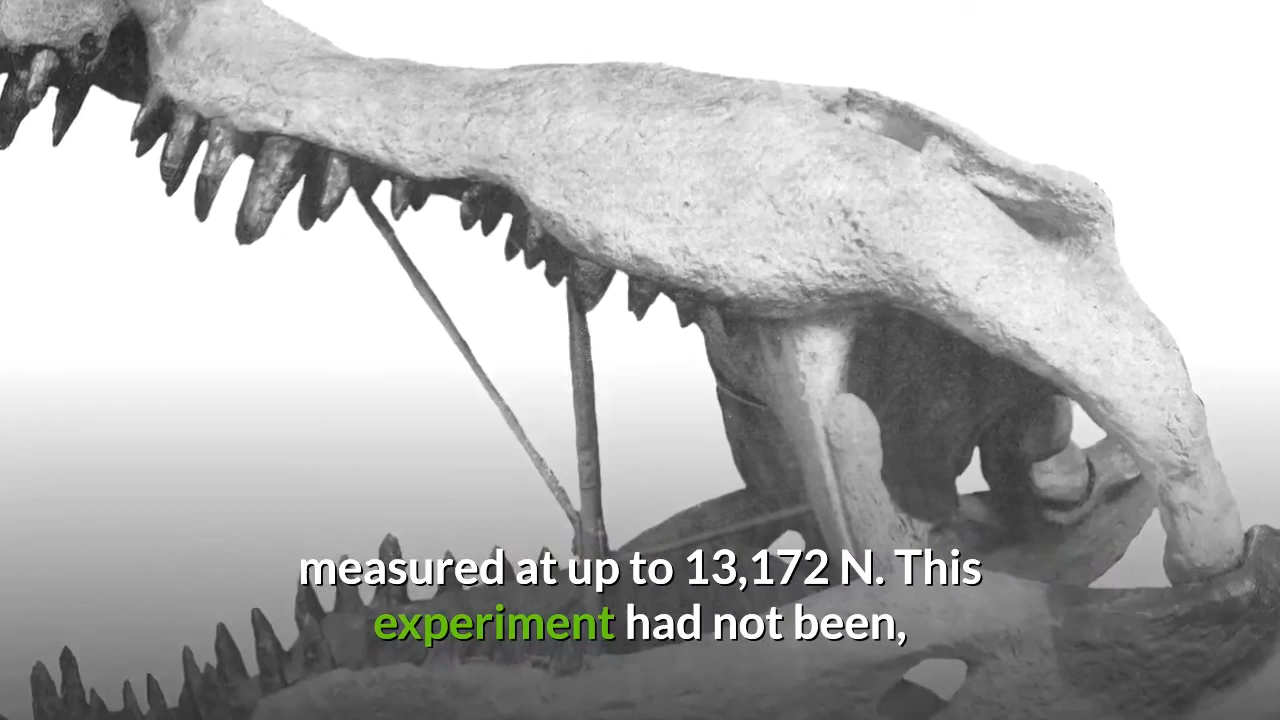 measured at up to 13,172 N. This
experiment had not been,